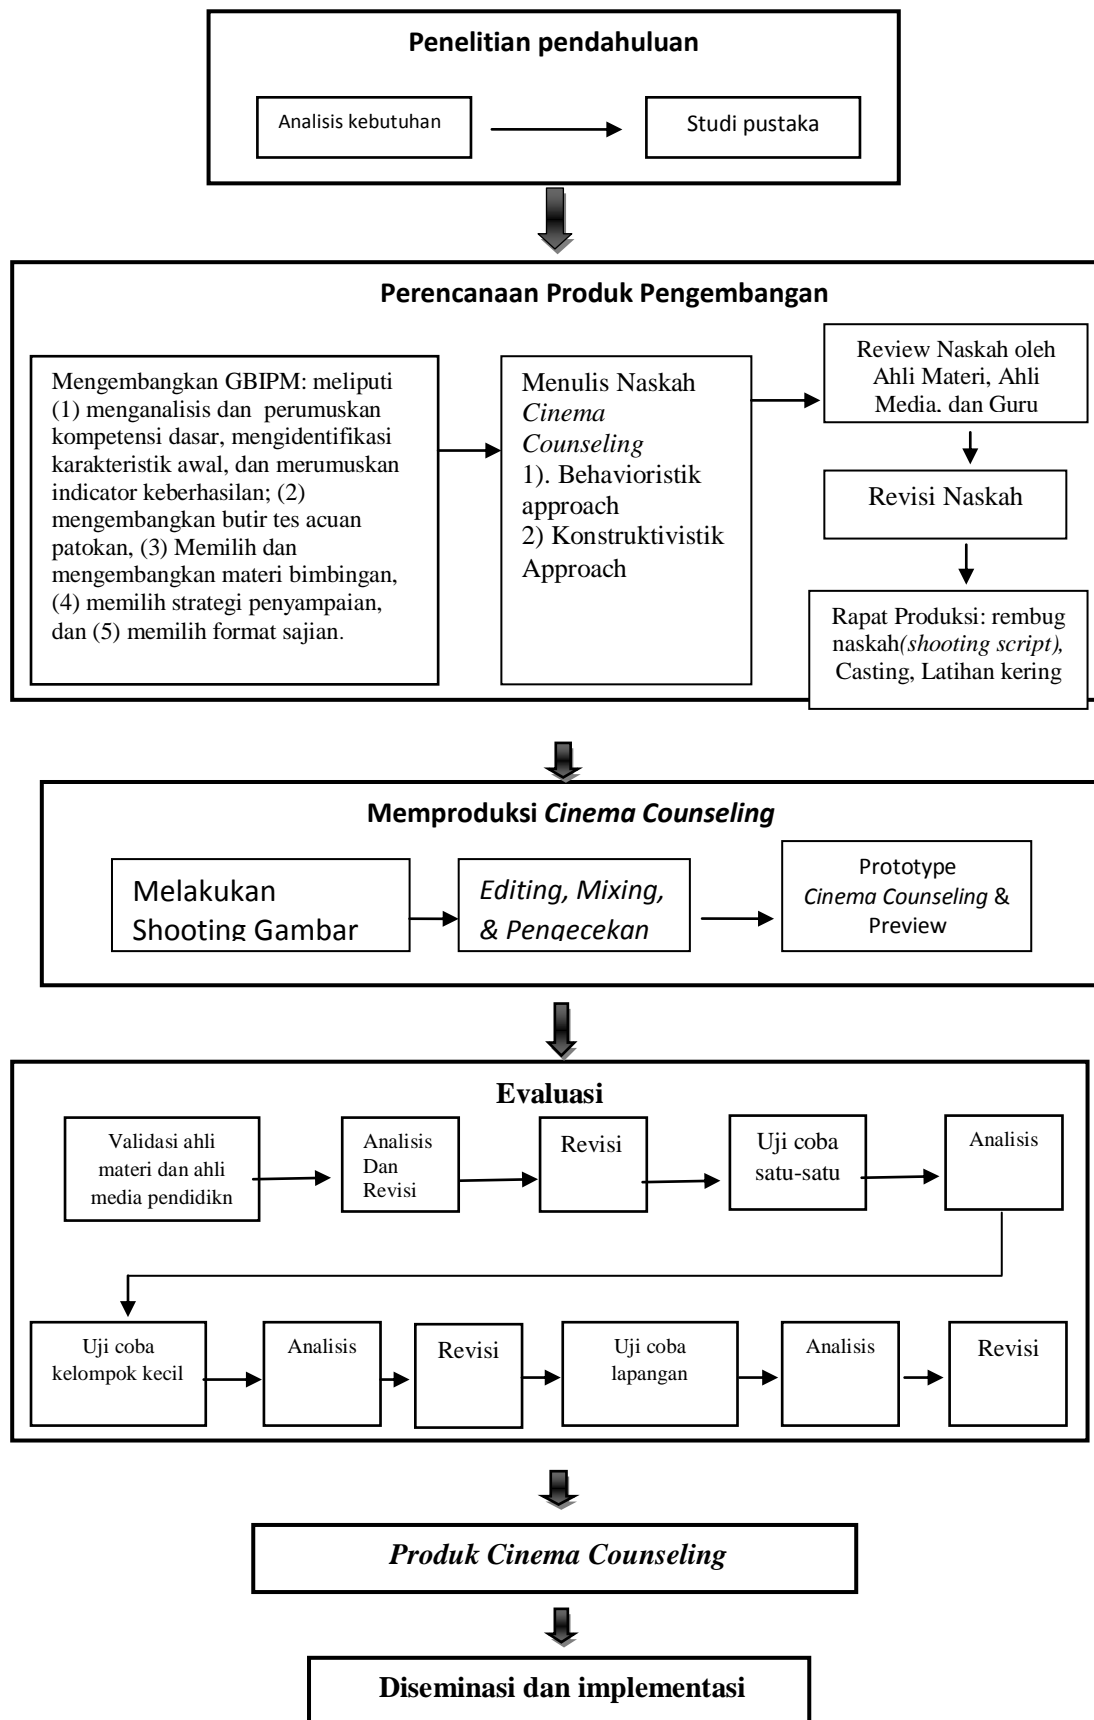 Penelitian pendahuluan
Analisis kebutuhan
Studi pustaka
Perencanaan Produk Pengembangan
Mengembangkan GBIPM: meliputi
(1) menganalisis dan perumuskan
kompetensi dasar, mengidentifikasi
karakteristik awal, dan merumuskan
indicator keberhasilan; (2)
mengembangkan butir tes acuan
patokan, (3) Memilih dan
mengembangkan materi bimbingan,
(4) memilih strategi penyampaian,
dan (5) memilih format sajian.
Menulis Naskah
Cinema
Counseling
1). Behavioristik
approach
2) Konstruktivistik
Approach
Review Naskah oleh
Ahli Materi, Ahli
Media, dan Guru
Revisi Naskah
Rapat Produksi: rembug
naskah(shooting script),
Casting, Latihan kering
Memproduksi Cinema Counseling
Melakukan
Shooting Gambar
Editing, Mixing,
& Pengecekan
Prototype
Cinema Counseling &
Preview
Evaluasi
Validasi ahli
materi dan ahli
media pendidikn
Analisis
Dan
Revisi
Revisi
Uji coba
satu-satu
Analisis
Uji coba
kelompok kecil
Analisis
Revisi
Uji coba
lapangan
Analisis
Revisi
Produk Cinema Counseling
Diseminasi dan implementasi